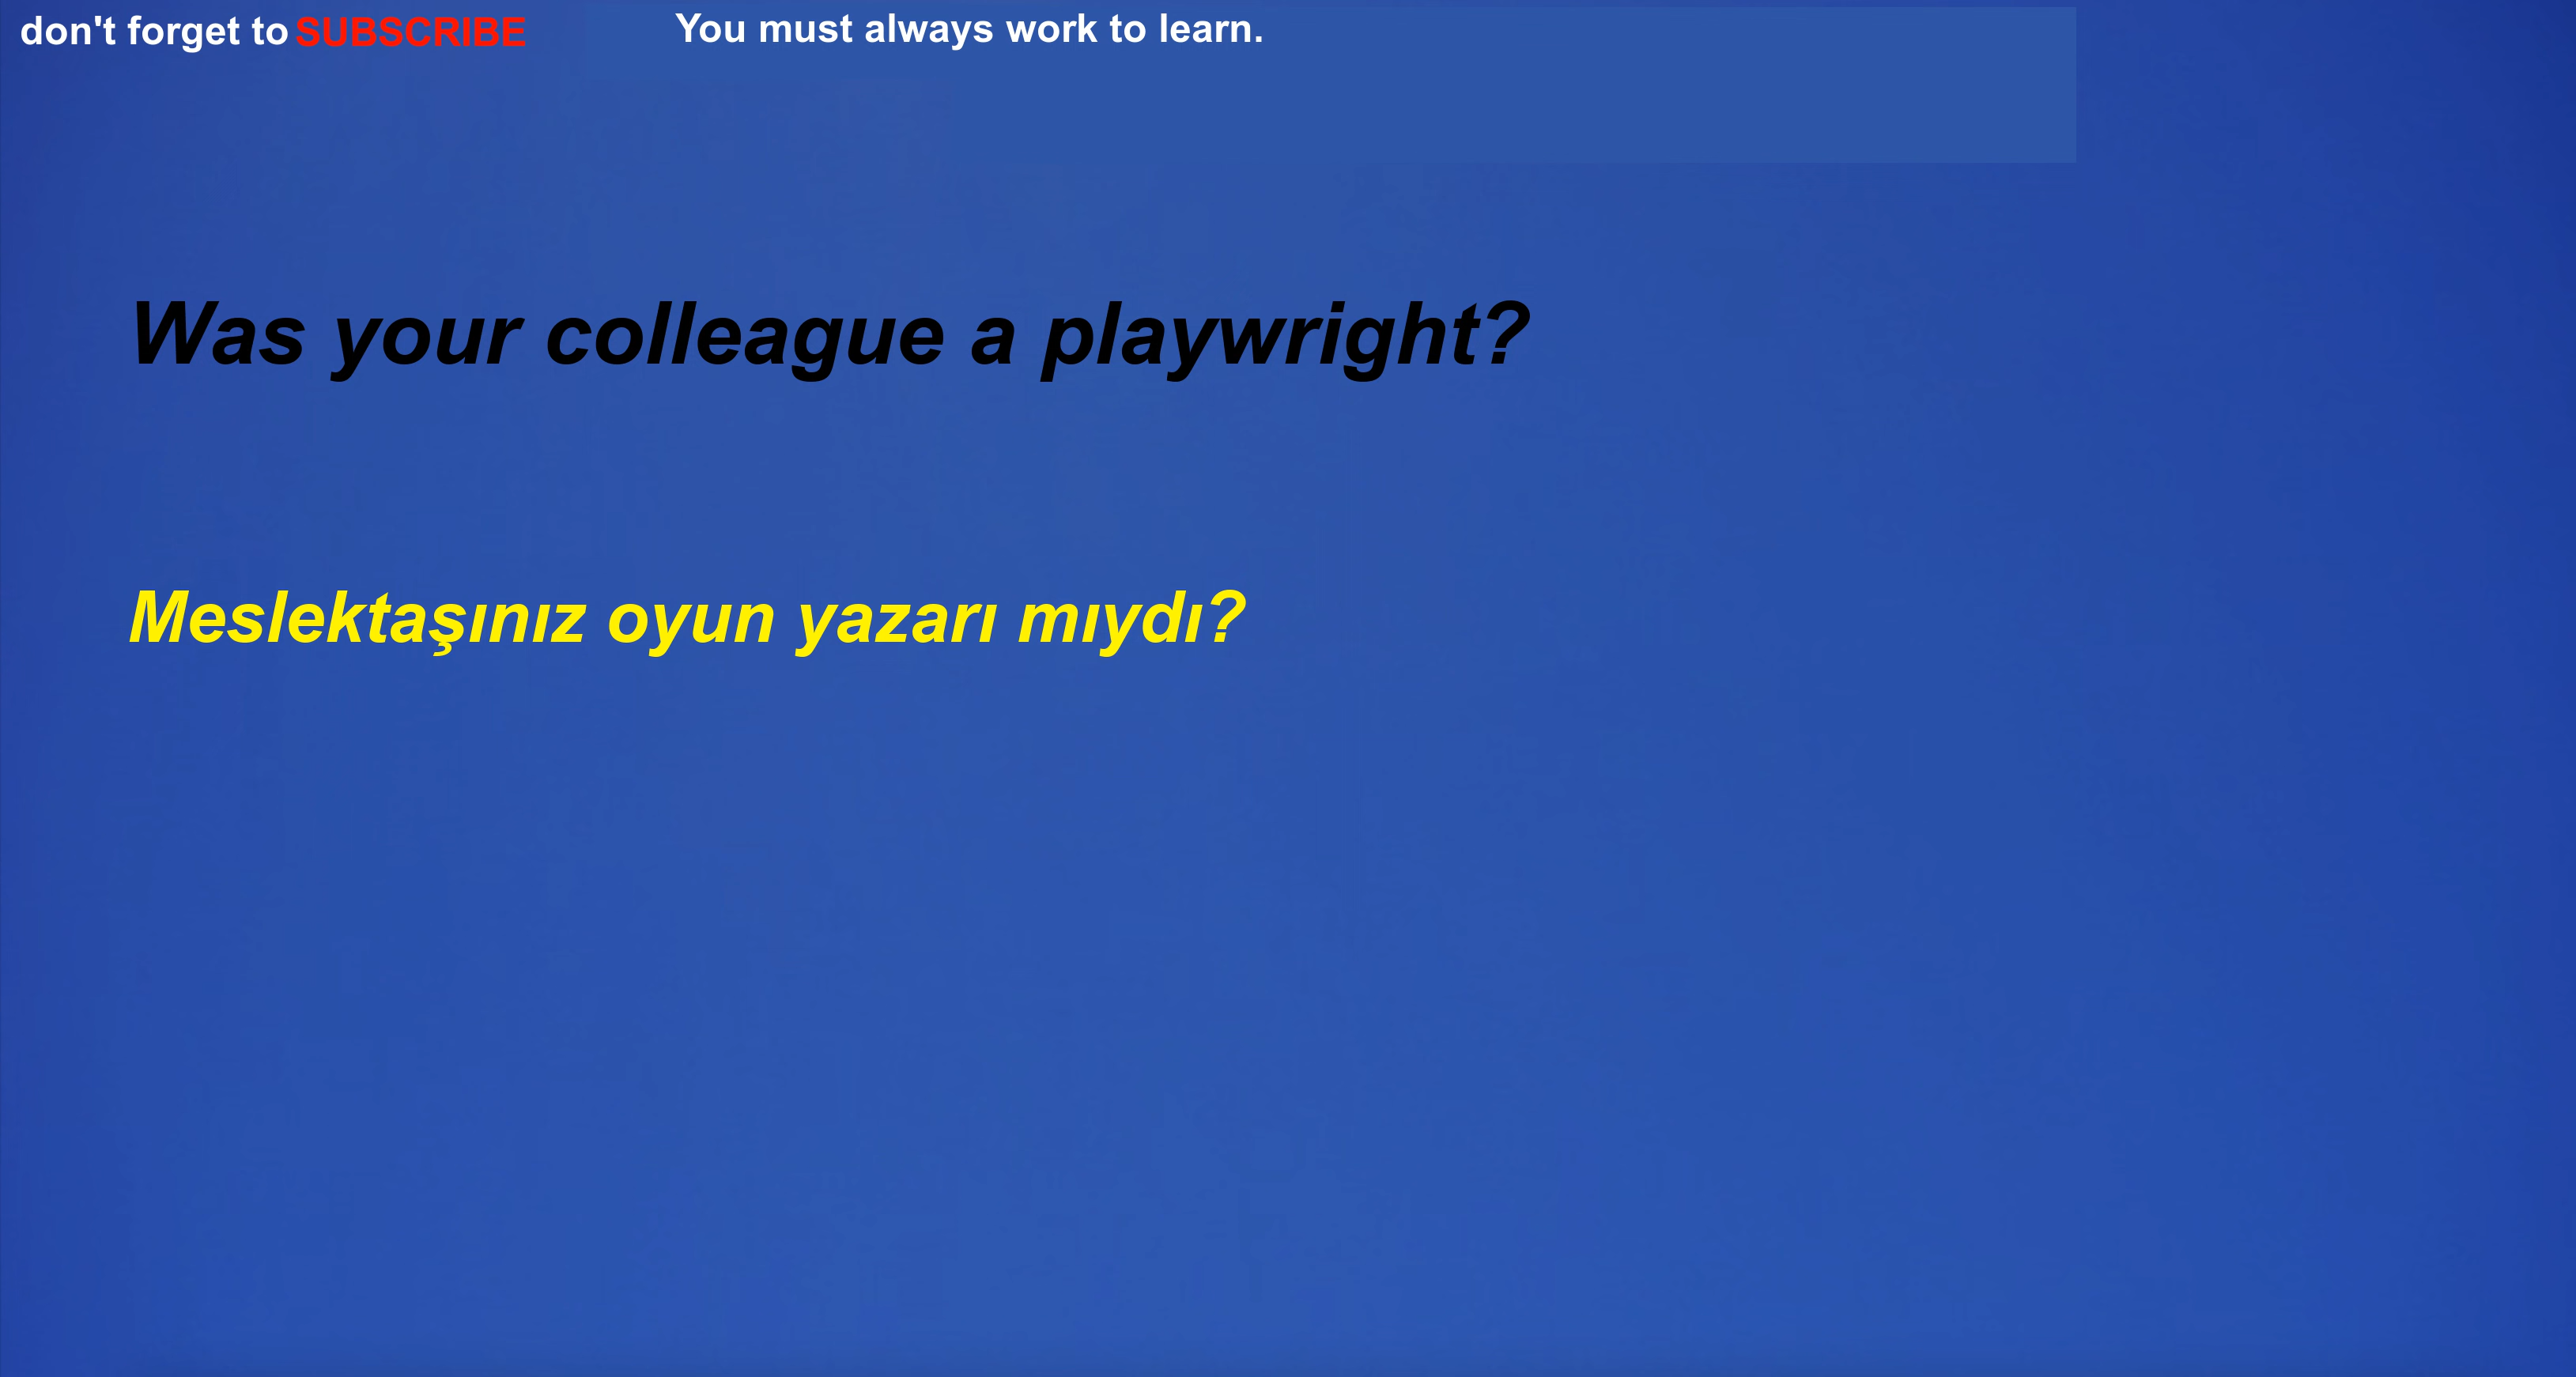 don't forget to SUBSCRIBE
You must always work to learn.
Was your colleague a playwright?
Meslektaşınız oyun yazarı mıydı?